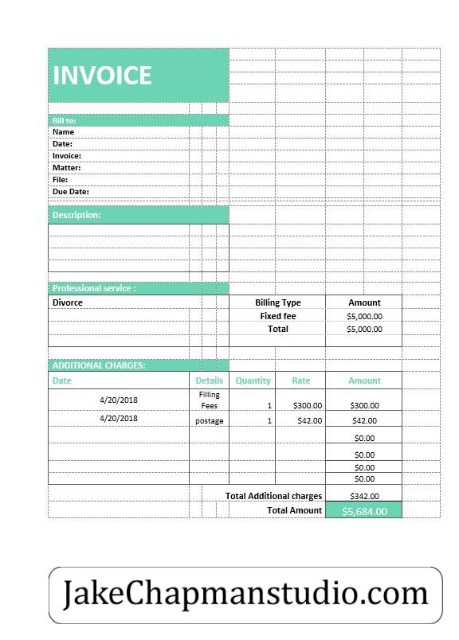 INVOICE
Bill to:
Name
Date:
Invoice:
Matter:
File:
Due Date:
Description:
Professional service :
Divorce Billing Type Amount
Fixed fee $5,000.00
Total $5,000.00
ADDITIONAL CHARGES:
Date Details Quantity Rate Amount
4/20/2018 Filling Fees 1 $300.00 $300.00
4/20/2018 postage 1 $42.00 $42.00
$0.00
$0.00
$0.00
$0.00
Total Additional charges $342.00
Total Amount $5,684.00
JakeChapmanstudio.com